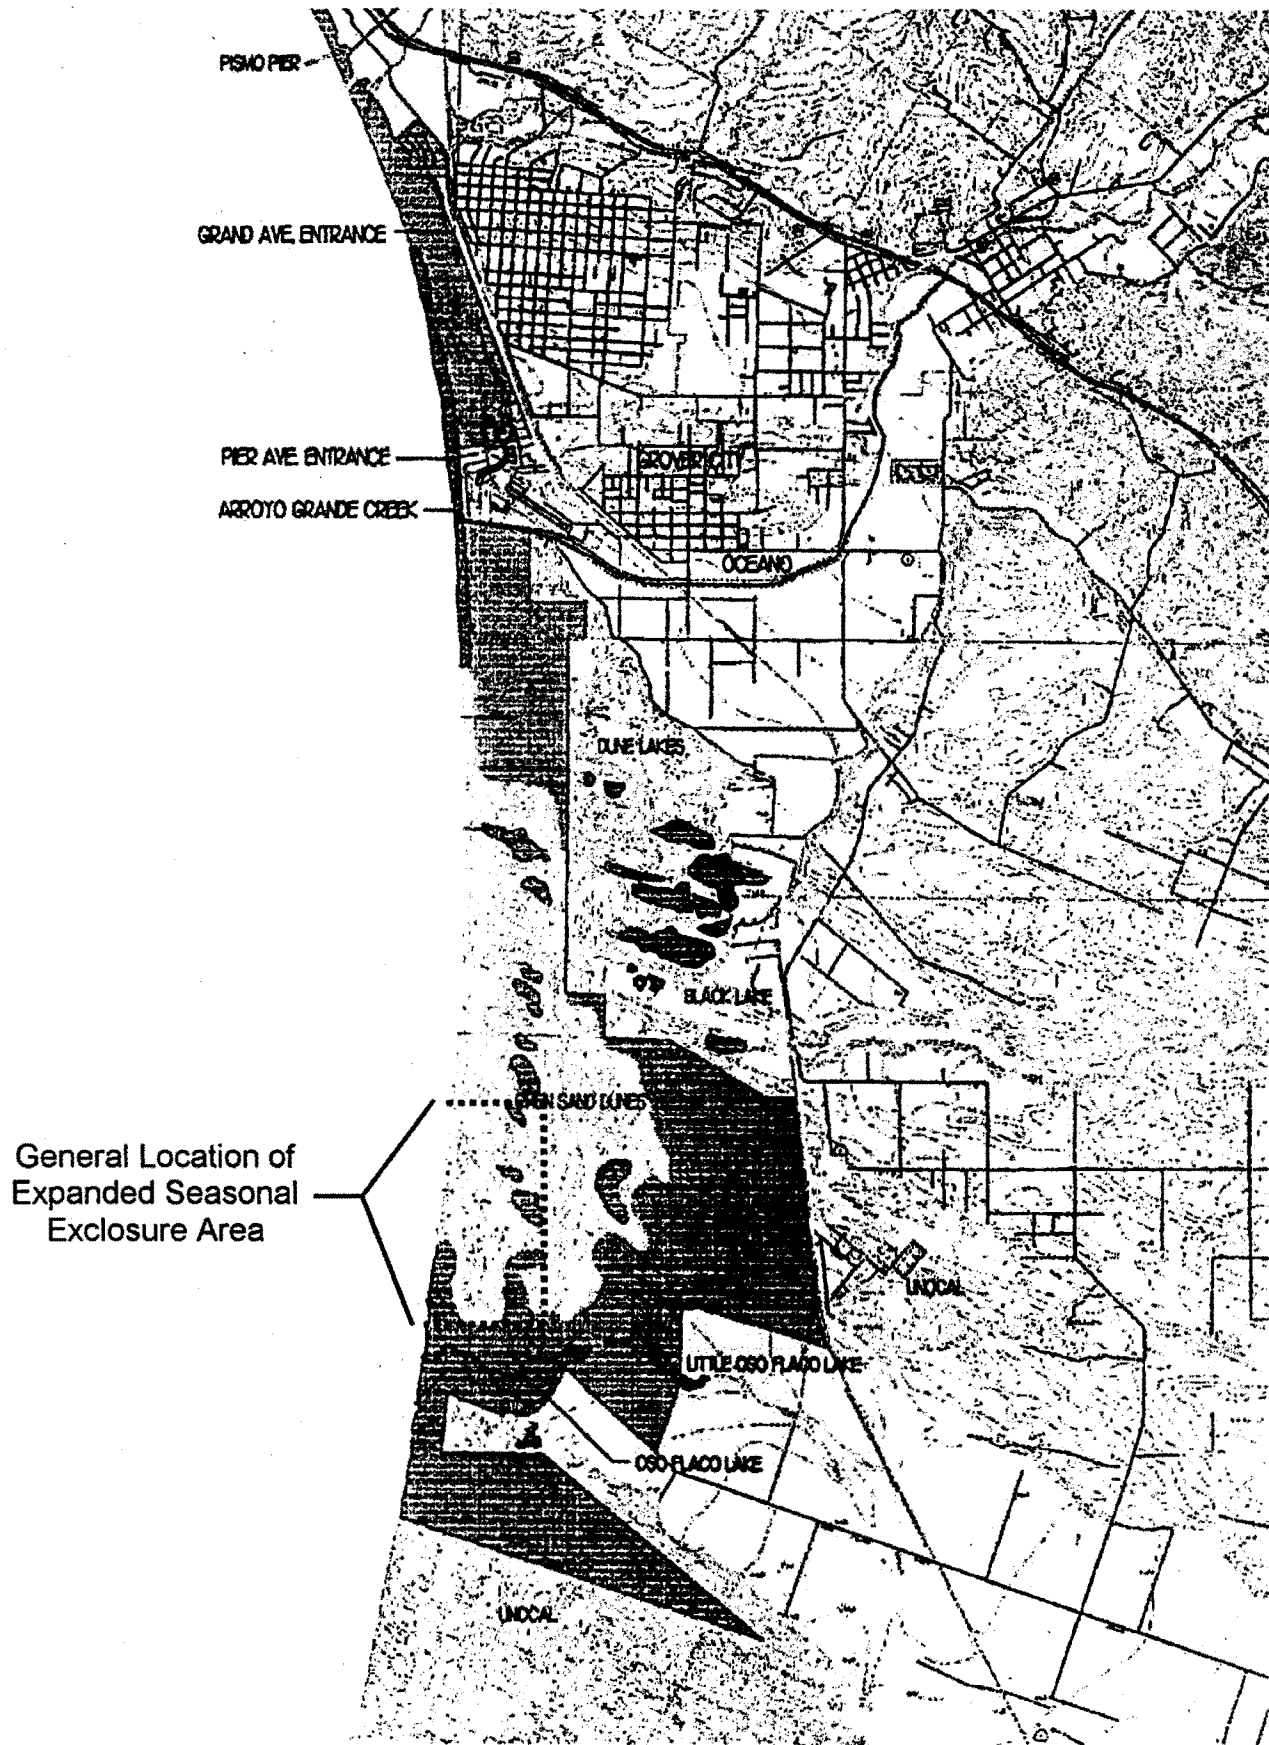 PISMO PIER
GRAND AVE. ENTRANCE
PIER AVE. ENTRANCE
GROVER CITY
ARROYO GRANDE CREEK
OCEANO
DUNE LAKES
BLACK LAKE
OPEN SAND DUNES
General Location of
Expanded Seasonal
Exclosure Area
UNOCAL
LITTLE OSO FLACO LAKE
OSO FLACO LAKE
UNOCAL